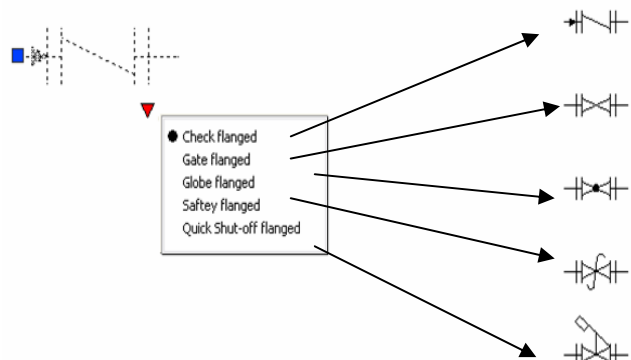 Check flanged
Gate flanged
Globe flanged
Saftey flanged
Quick Shut-off flanged